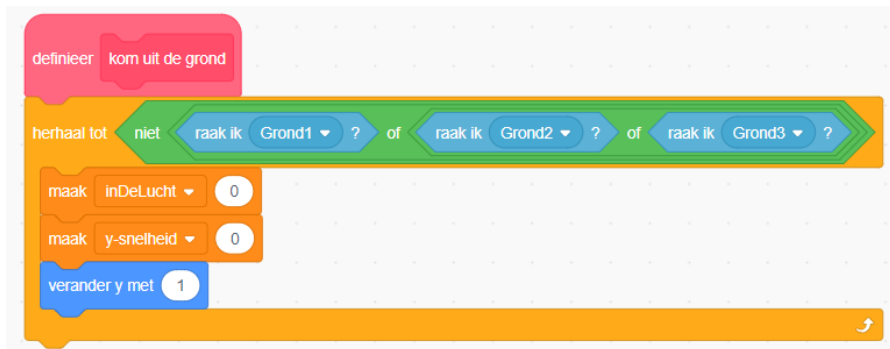 definieer kom uit de grond
herhaal tot niet raak ik Grond1 ? of raak ik Grond2 ? of raak ik Grond3 ?
maak inDeLucht 0
maak y-snelheid 0
verander y met 1